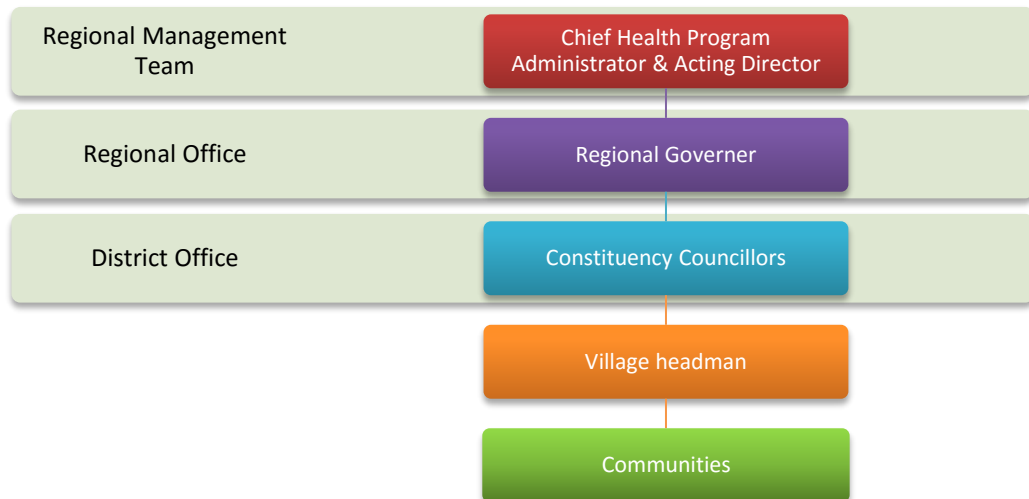 Regional Management
Team
Chief Health Program
Administrator & Acting Director
Regional Office
Regional Governer
District Office
Constituency Councillors
Village headman
Communities